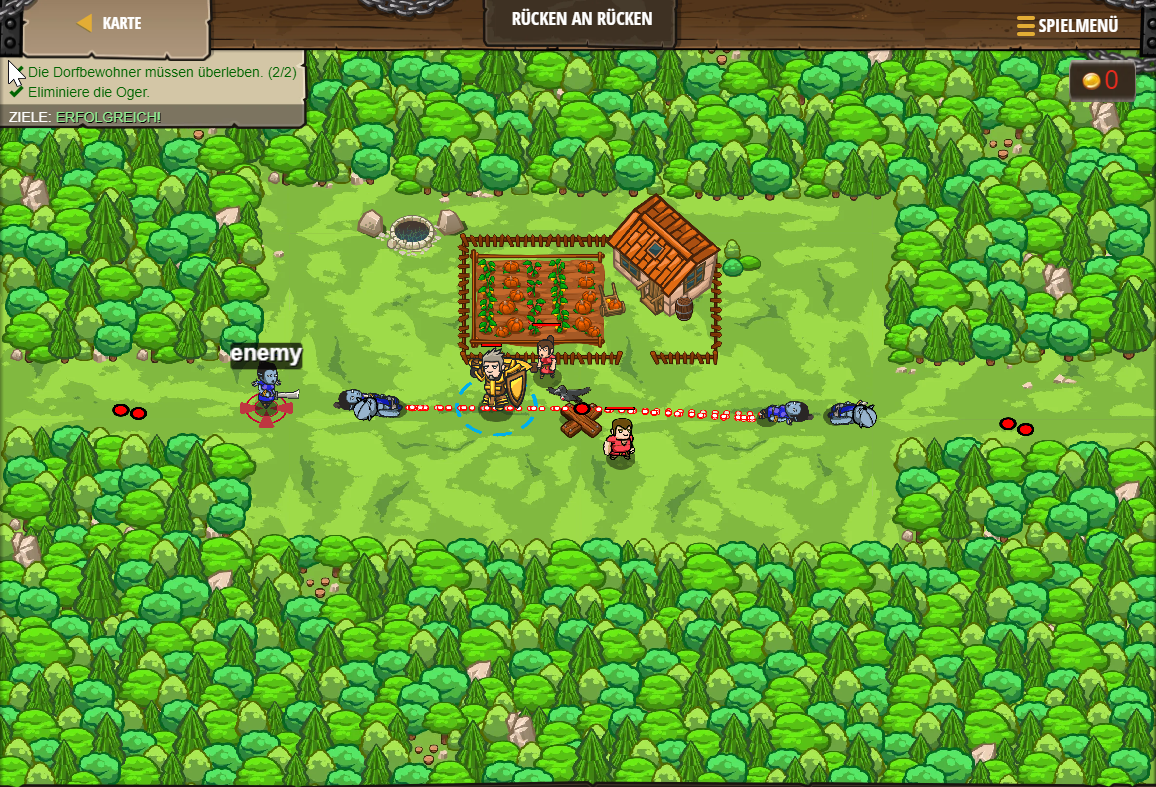 KARTE
RÜCKEN AN RÜCKEN
SPIELMENÜ
Die Dorfbewohner müssen überleben. (2/2)
Eliminiere die Oger.
ZIELE: ERFOLGREICH!
0
enemy